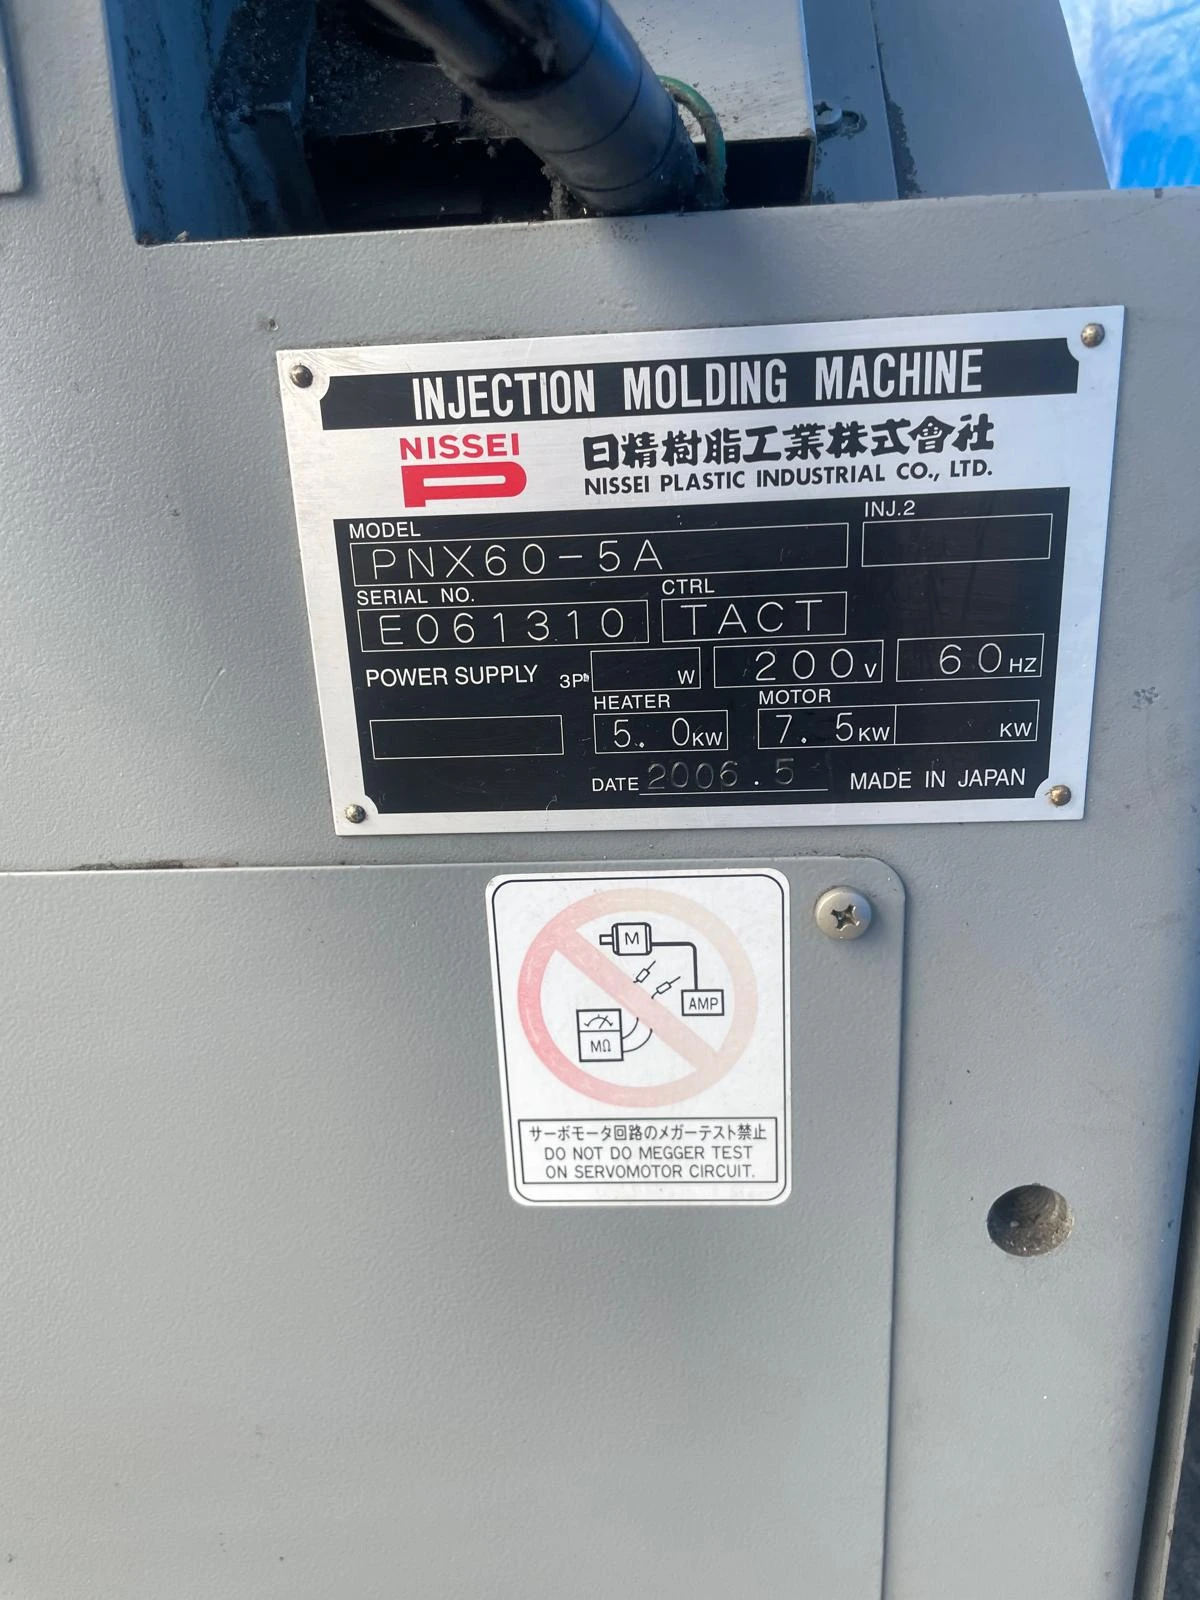 INJECTION MOLDING MACHINE
NISSEI
日精樹脂工業株式會社
NISSEI PLASTIC INDUSTRIAL CO., LTD.
MODEL
PNX60-5A
INJ.2
SERIAL NO.
E061310
CTRL
TACT
POWER SUPPLY 3Ph W 200V 60HZ
HEATER
5.0KW
MOTOR
7.5KW KW
DATE 2006.5 MADE IN JAPAN
M
AMP
MΩ
サーボモータ回路のメガーテスト禁止
DO NOT DO MEGGER TEST
ON SERVOMOTOR CIRCUIT.